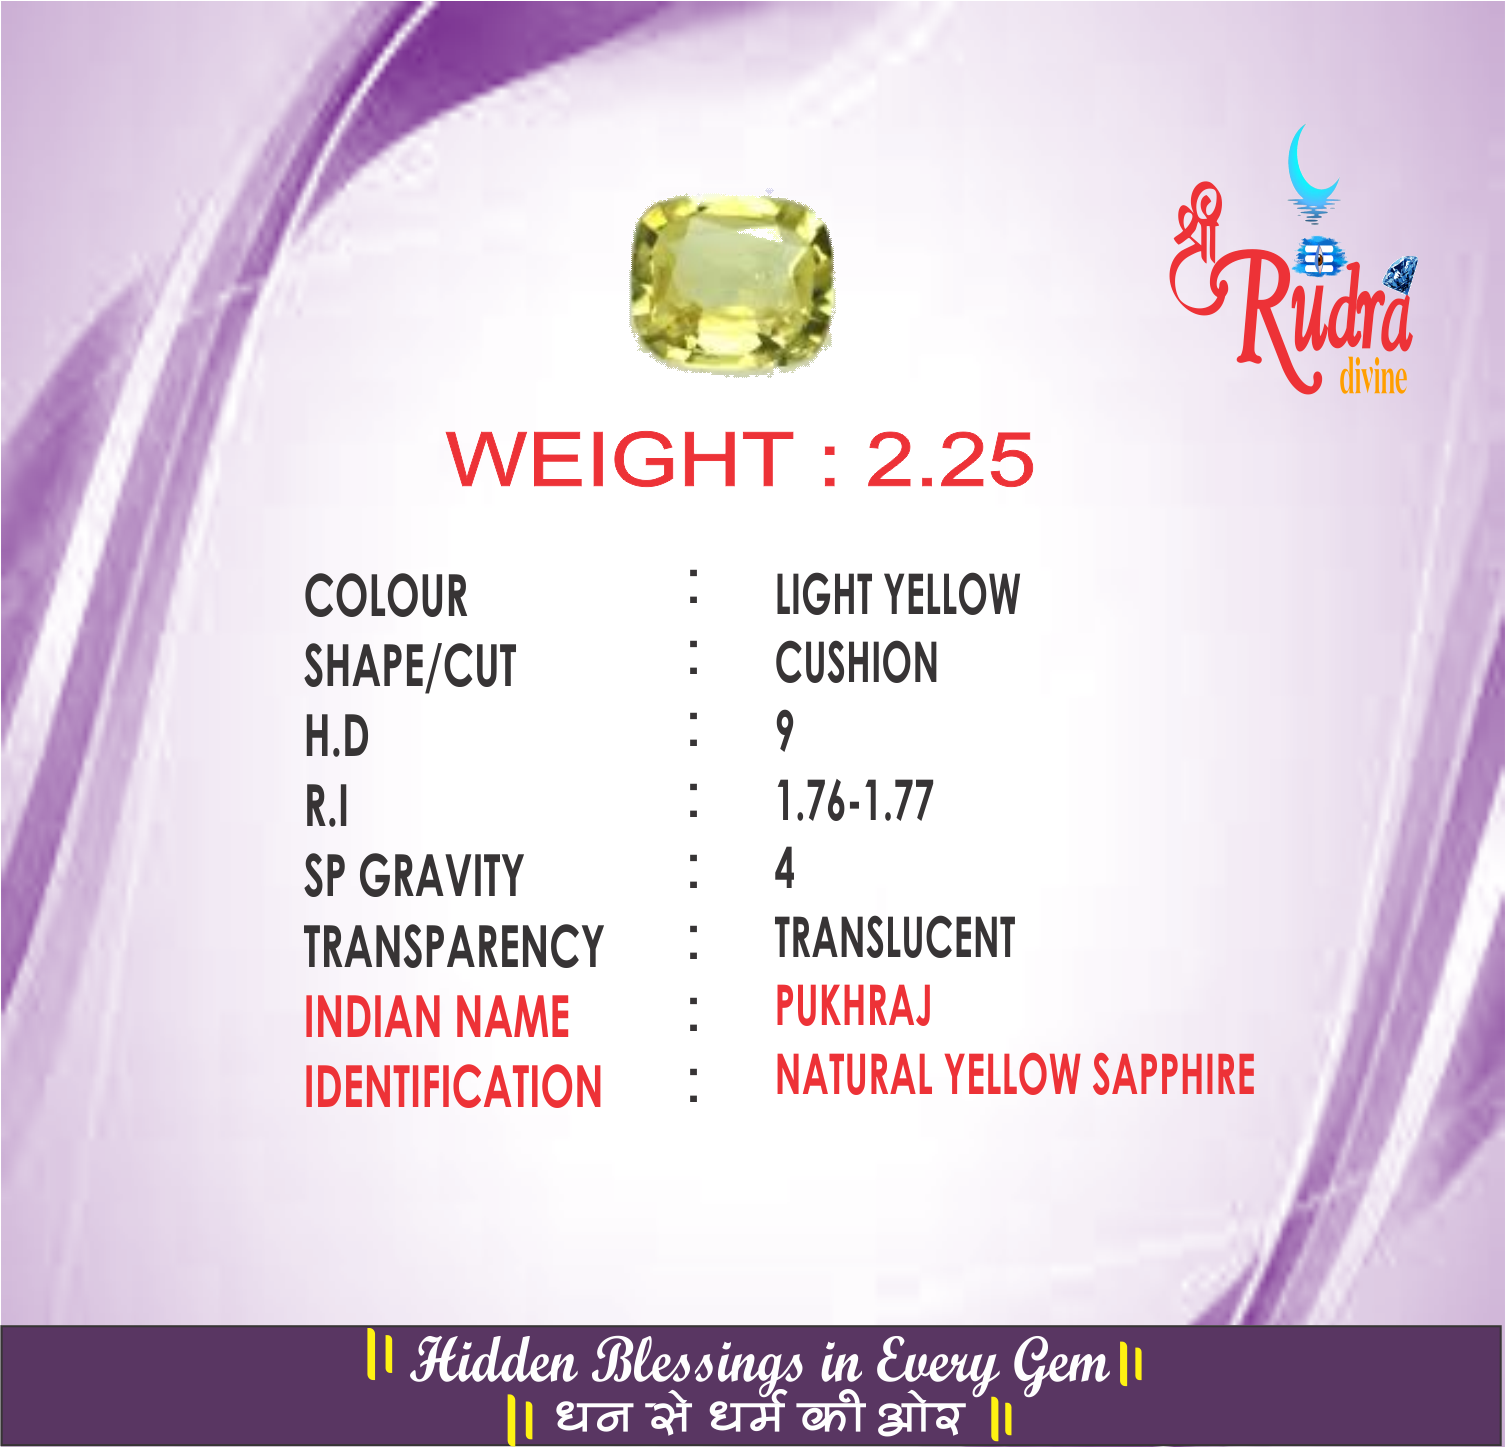 श्री
Rudra
divine
WEIGHT : 2.25
COLOUR : LIGHT YELLOW
SHAPE/CUT : CUSHION
H.D : 9
R.I : 1.76-1.77
SP GRAVITY : 4
TRANSPARENCY : TRANSLUCENT
INDIAN NAME : PUKHRAJ
IDENTIFICATION : NATURAL YELLOW SAPPHIRE
|| Hidden Blessings in Every Gem ||
|| धन से धर्म की ओर ||